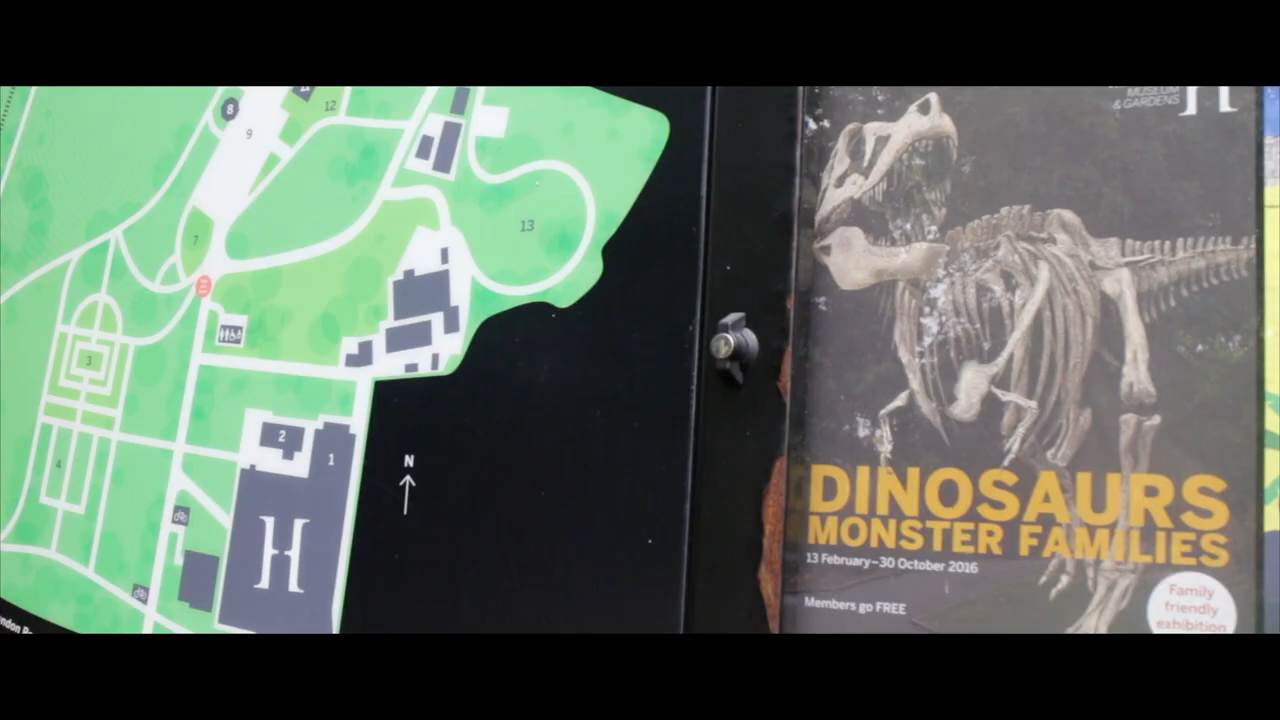 8
9
12
13
7
3
4
2
1
H
N
MUSEUM
& GARDENS
H
DINOSAURS
MONSTER FAMILIES
13 February–30 October 2016
Members go FREE
Family
friendly
exhibition